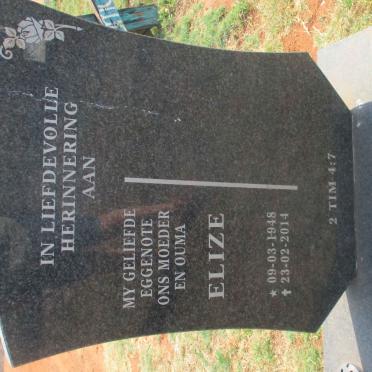 IN LIEFDEVOLLE
HERINNERING
AAN
MY GELIEFDE
EGGENOTE
ONS MOEDER
EN OUMA
ELIZE
★ 09-03-1948
✝ 23-02-2014
2 TIM 4:7